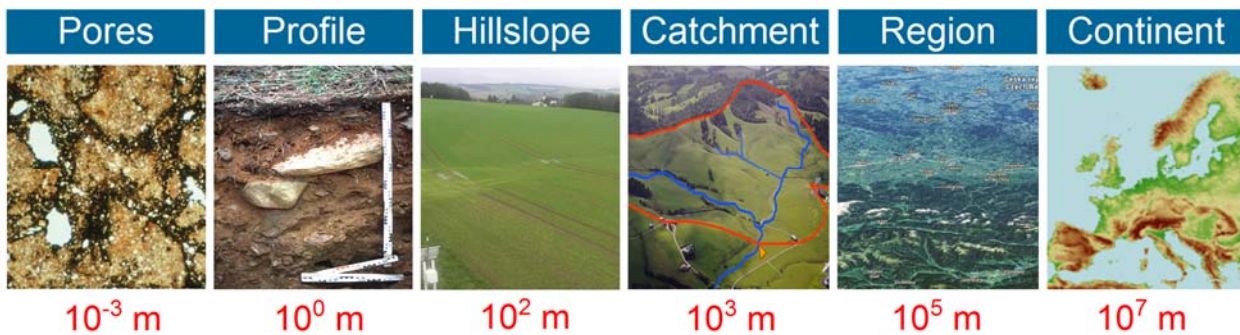 Pores Profile Hillslope Catchment Region Continent
10⁻³ m 10⁰ m 10² m 10³ m 10⁵ m 10⁷ m